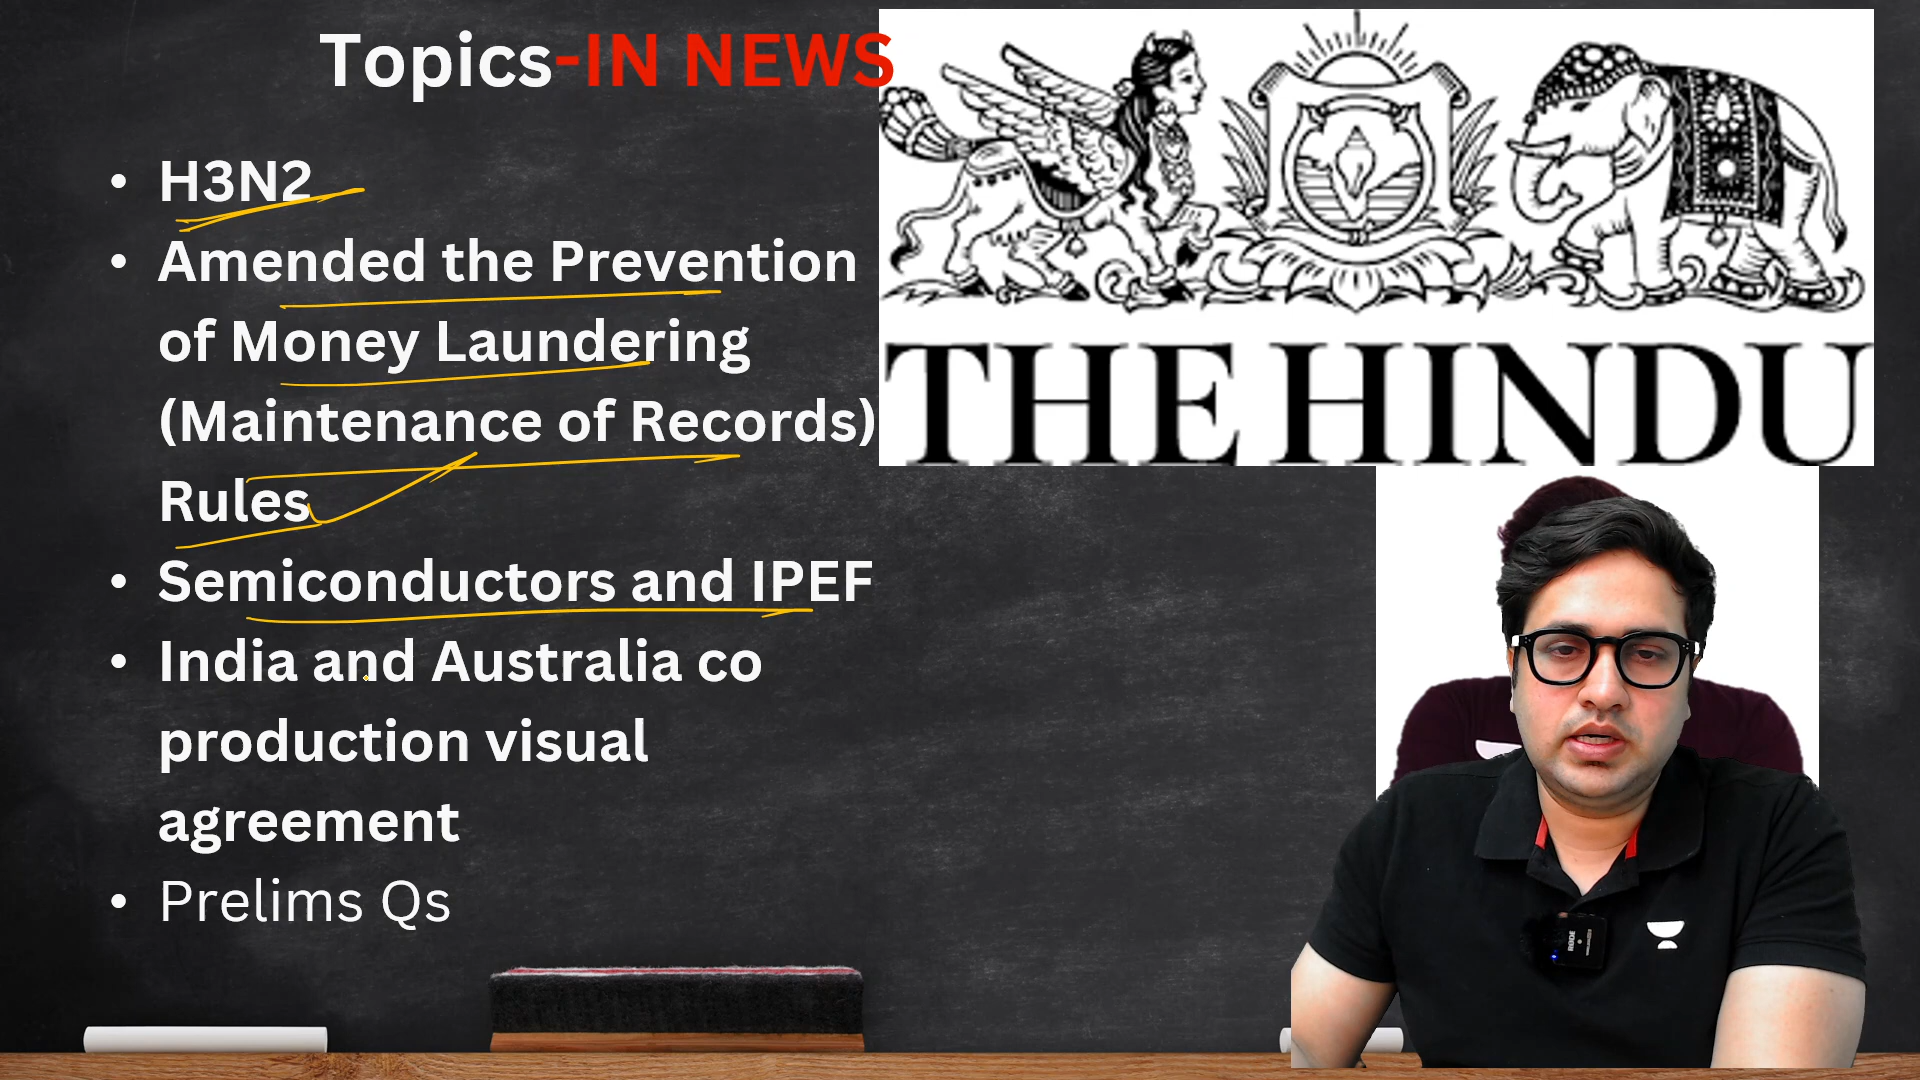 Topics-IN NEWS
• H3N2
• Amended the Prevention
of Money Laundering
(Maintenance of Records)
Rules
• Semiconductors and IPEF
• India and Australia co
production visual
agreement
• Prelims Qs
THE HINDU
RØDE